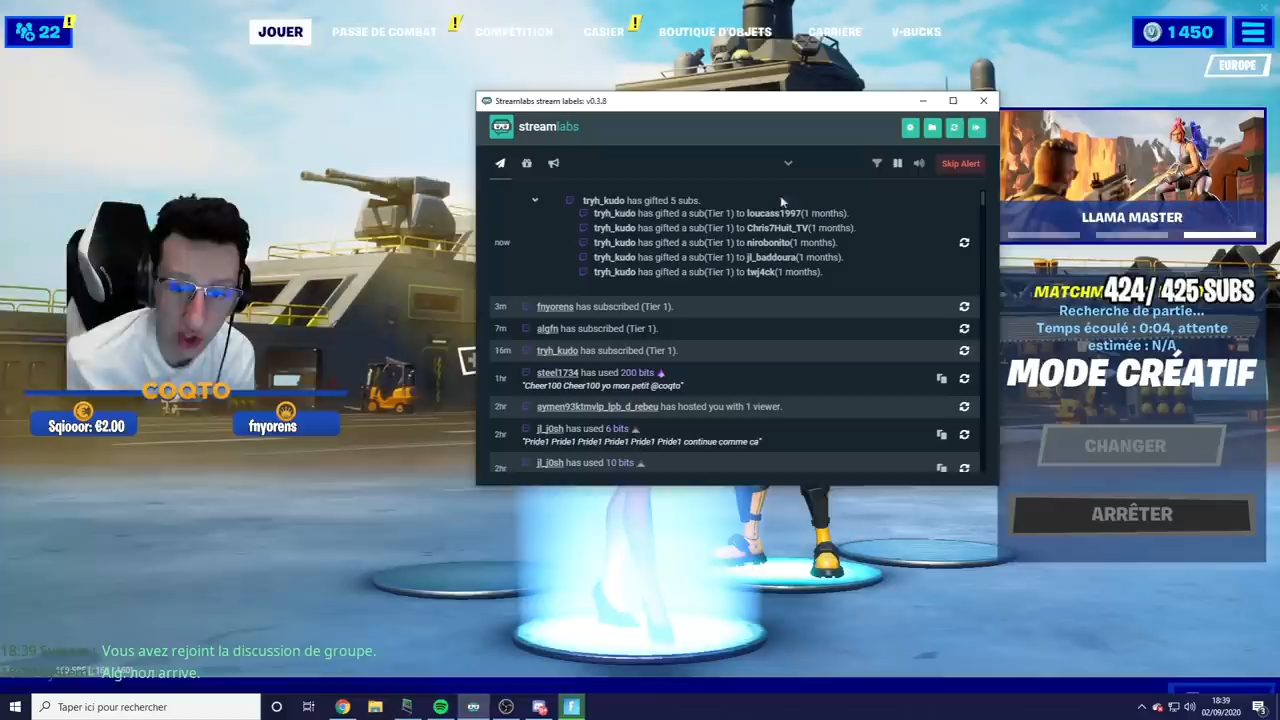 22
!
JOUER
PASSE DE COMBAT
!
COMPÉTITION
CASIER
!
BOUTIQUE D'OBJETS
CARRIÈRE
V-BUCKS
1 450
EUROPE
Streamlabs stream labels: v0.3.8
streamlabs
Skip Alert
tryh_kudo has gifted 5 subs.
tryh_kudo has gifted a sub(Tier 1) to loucass1997(1 months).
tryh_kudo has gifted a sub(Tier 1) to Chris7Huit_TV(1 months).
now
tryh_kudo has gifted a sub(Tier 1) to nirobonito(1 months).
tryh_kudo has gifted a sub(Tier 1) to jl_baddoura(1 months).
tryh_kudo has gifted a sub(Tier 1) to twj4ck(1 months).
3m fnyorens has subscribed (Tier 1).
7m algfn has subscribed (Tier 1).
16m tryh_kudo has subscribed (Tier 1).
1hr steel1734 has used 200 bits
"Cheer100 Cheer100 yo mon petit @coqto"
2hr aymen93ktmvlp_lpb_d_rebeu has hosted you with 1 viewer.
2hr jl_j0sh has used 6 bits
"Pride1 Pride1 Pride1 Pride1 Pride1 Pride1 continue comme ca"
2hr jl_j0sh has used 10 bits
LLAMA MASTER
424 / 425 SUBS
Recherche de partie...
Temps écoulé : 0:04, attente
estimée : N/A
MODE CRÉATIF
CHANGER
ARRÊTER
COQTO
Sqiooor: €2.00
fnyorens
18:39
Vous avez rejoint la discussion de groupe.
arrive.
Taper ici pour rechercher
18:39
02/09/2020
3